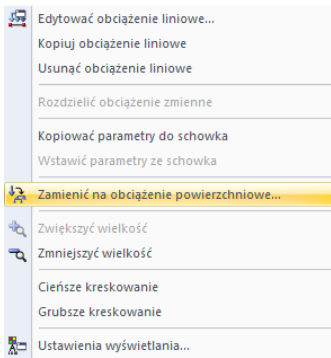 Edytować obciążenie liniowe...
Kopiuj obciążenie liniowe
Usunąć obciążenie liniowe
Rozdzielić obciążenie zmienne
Kopiować parametry do schowka
Wstawić parametry ze schowka
Zamienić na obciążenie powierzchniowe...
Zwiększyć wielkość
Zmniejszyć wielkość
Cieńsze kreskowanie
Grubsze kreskowanie
Ustawienia wyświetlania...